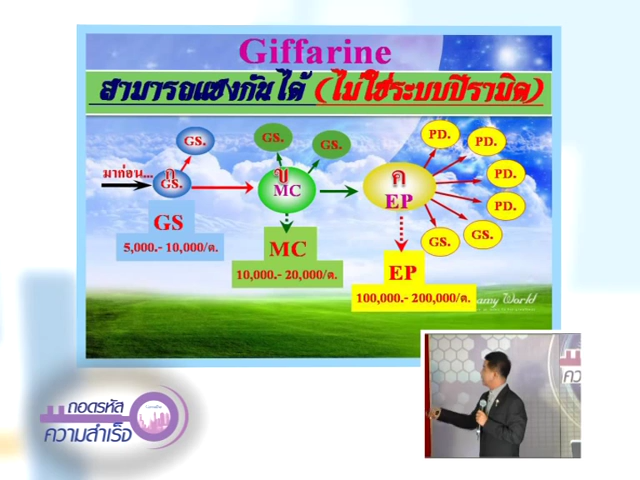 Giffarine
สามารถแซงกันได้ (ไม่ใช่ระบบปีรามิด)
GS.
GS.
GS.
PD.
PD.
PD.
PD.
GS.
GS.
มาก่อน...
ก
GS.
ข
MC
ค
EP
GS
5,000.- 10,000/ด.
MC
10,000.- 20,000/ด.
EP
100,000.- 200,000/ด.
World
ถอดรหัส
ความสำเร็จ